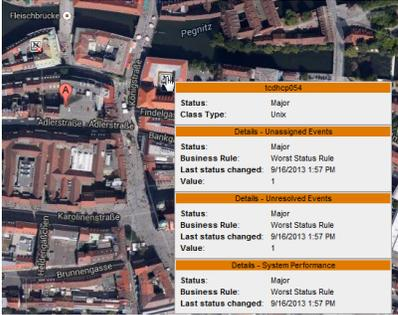 Fleischbrücke
Pegnitz
Königstraße
A
tcdhcp054
Status: Major
Class Type: Unix
Findelga
Adlerstraße Adlerstraße
Bankg
Details - Unassigned Events
Status: Major
Business Rule: Worst Status Rule
Last status changed: 9/16/2013 1:57 PM
Value: 1
Details - Unresolved Events
Status: Major
Business Rule: Worst Status Rule
Last status changed: 9/16/2013 1:57 PM
Value: 1
Karolinenstraße
Brunnengasse
Details - System Performance
Status: Major
Business Rule: Worst Status Rule
Last status changed: 9/16/2013 1:57 PM